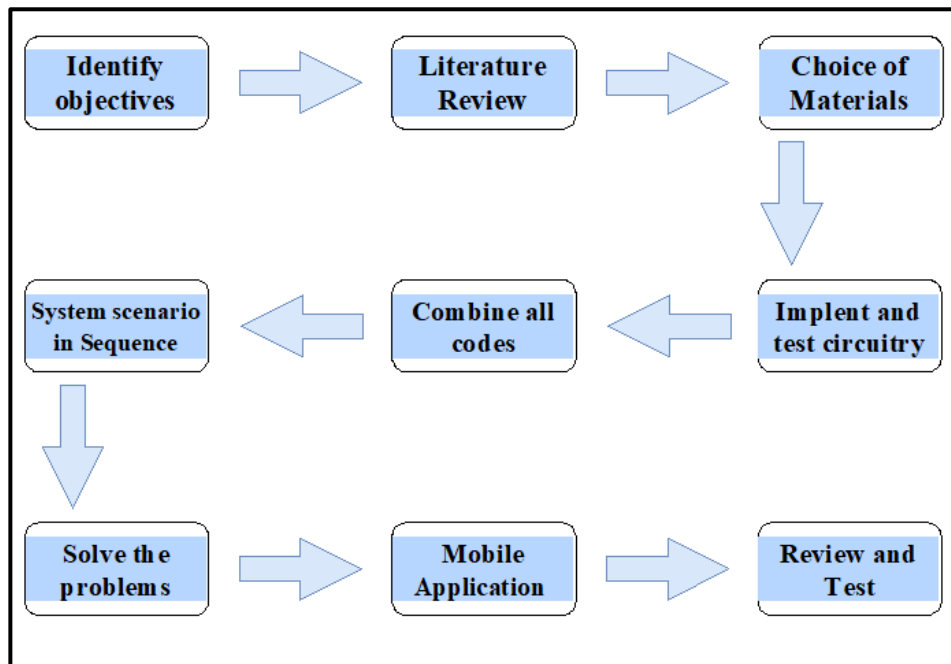 Identify
objectives
Literature
Review
Choice of
Materials
Implent and
test circuitry
Combine all
codes
System scenario
in Sequence
Solve the
problems
Mobile
Application
Review and
Test